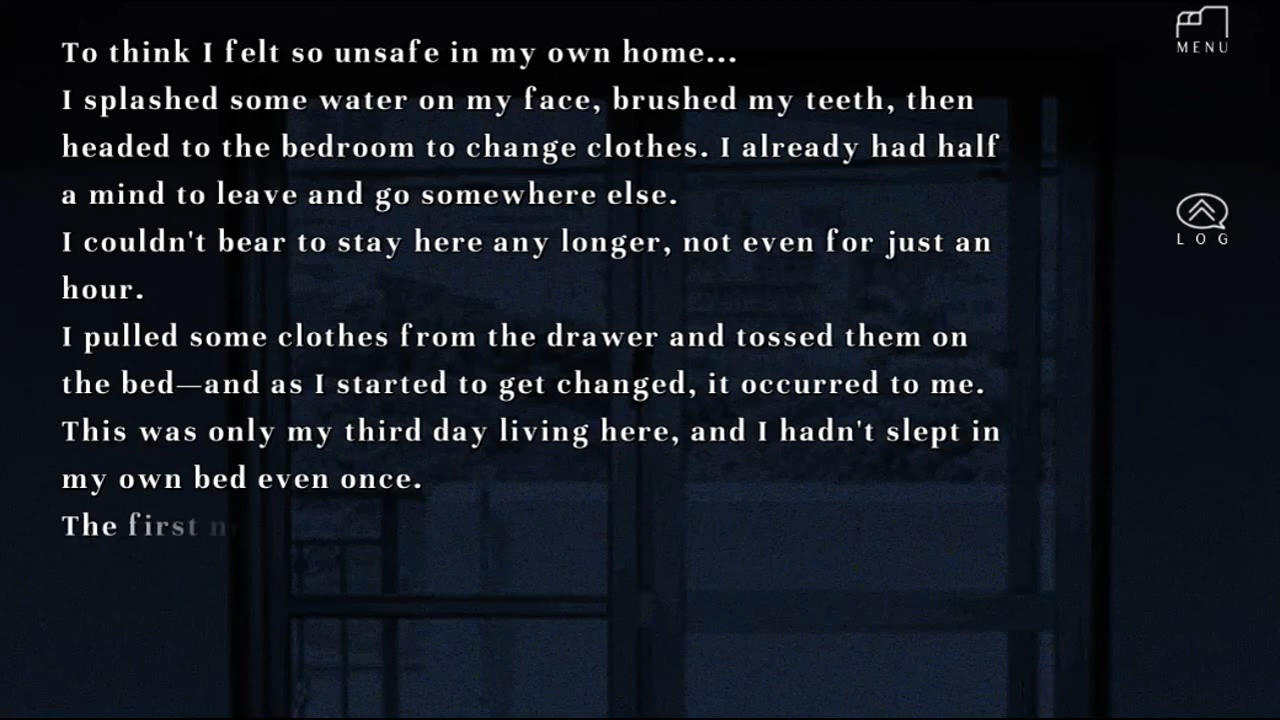 To think I felt so unsafe in my own home...
I splashed some water on my face, brushed my teeth, then
headed to the bedroom to change clothes. I already had half
a mind to leave and go somewhere else.
I couldn't bear to stay here any longer, not even for just an
hour.
I pulled some clothes from the drawer and tossed them on
the bed—and as I started to get changed, it occurred to me.
This was only my third day living here, and I hadn't slept in
my own bed even once.
The first
MENU
LOG